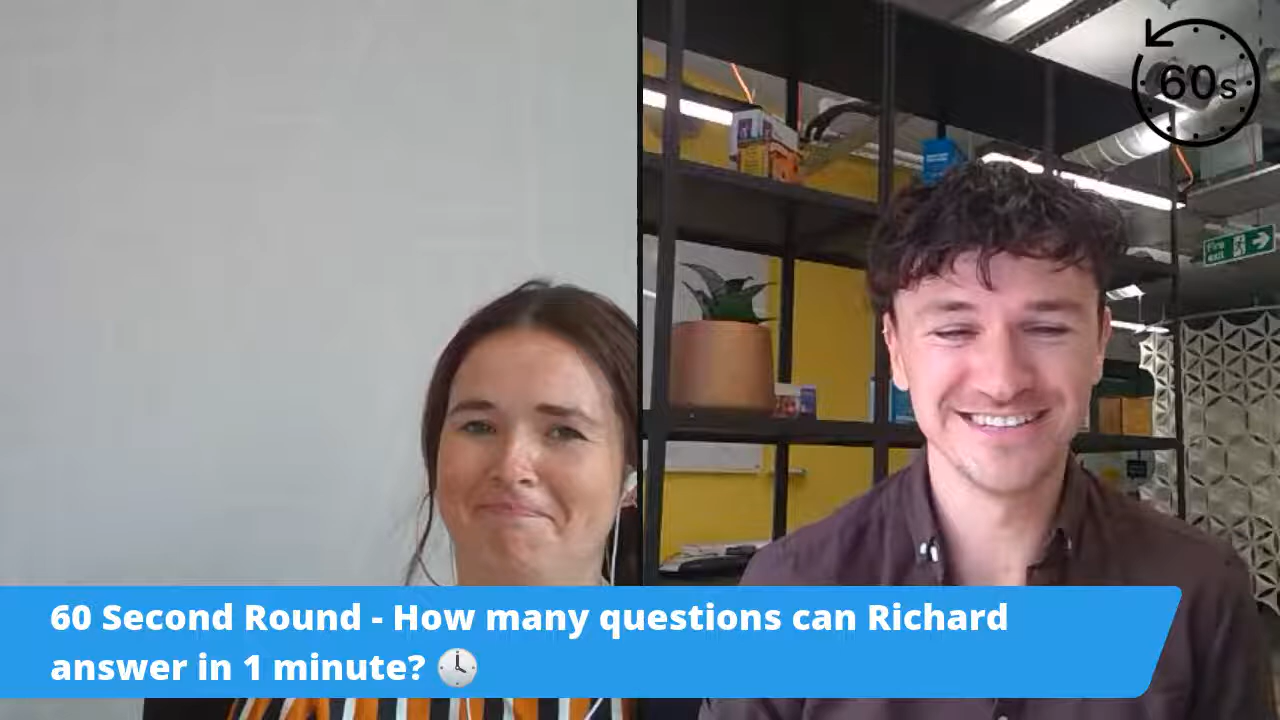 60s
fire
exit
60 Second Round - How many questions can Richard
answer in 1 minute? 🕓